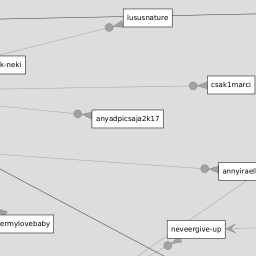 lususnature
k-neki
csak1marci
anyadpicsaja2k17
annyirael
ermylovebaby
neveergive-up